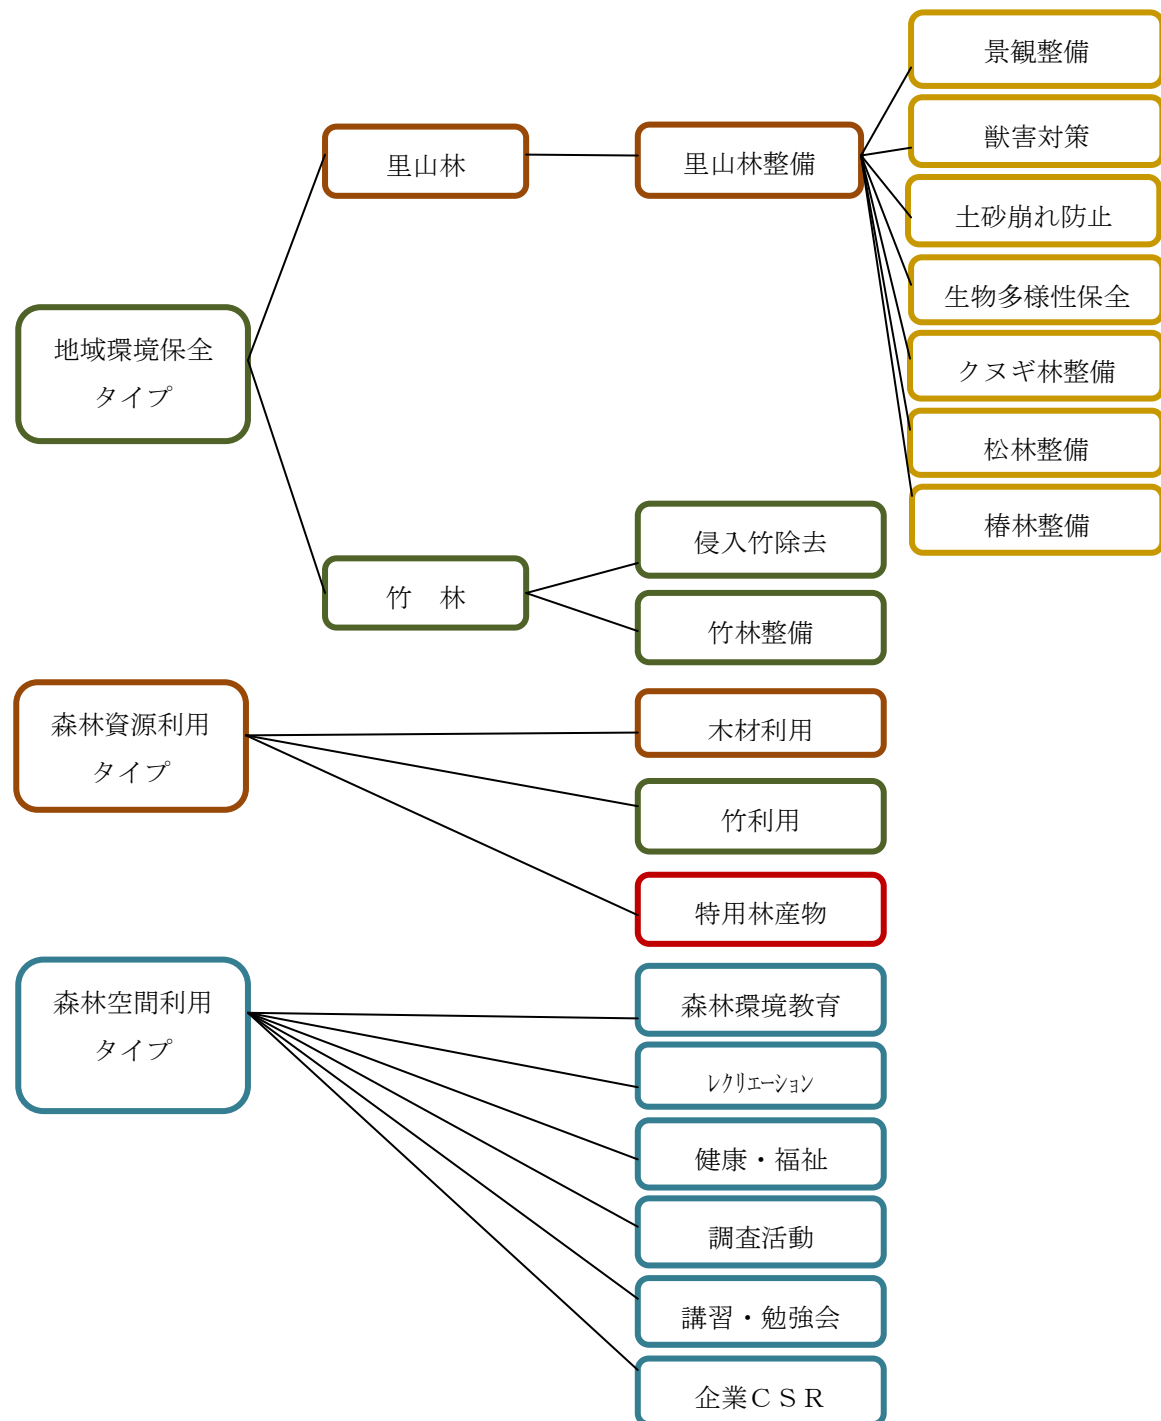 景観整備
獣害対策
里山林
里山林整備
土砂崩れ防止
生物多様性保全
地域環境保全
タイプ
クヌギ林整備
松林整備
椿林整備
侵入竹除去
竹　林
竹林整備
森林資源利用
タイプ
木材利用
竹利用
特用林産物
森林空間利用
タイプ
森林環境教育
ﾚｸﾘｴｰｼｮﾝ
健康・福祉
調査活動
講習・勉強会
企業ＣＳＲ